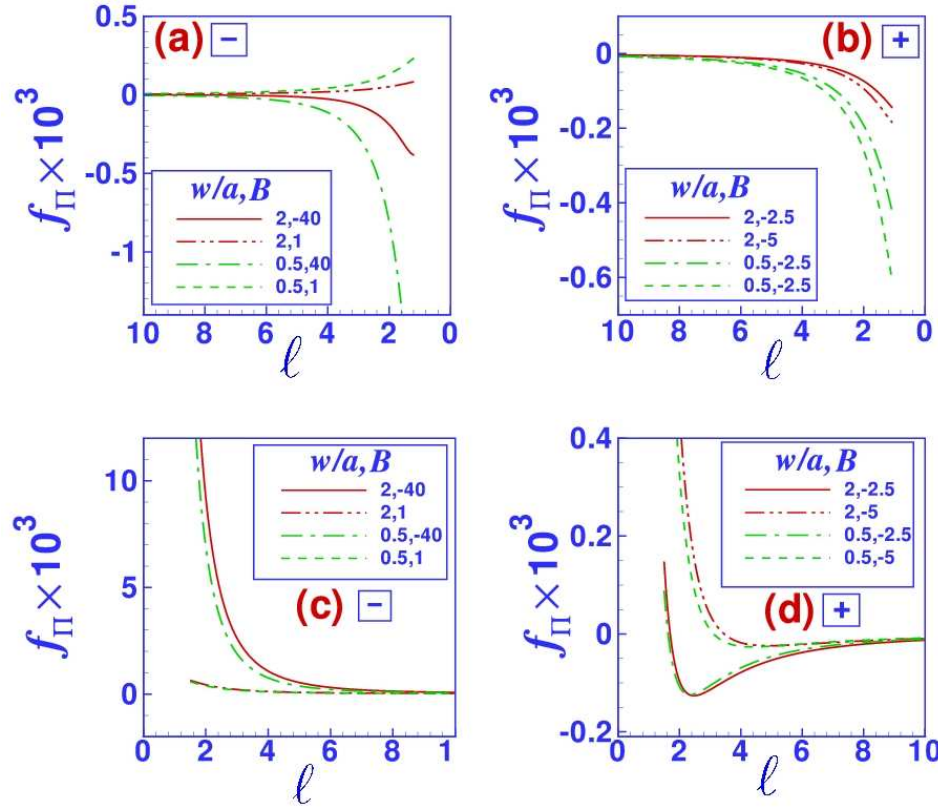 (a) −
f_Π × 10^3
0.5
0
-0.5
-1
w/a, B
2,-40
2,1
0.5,40
0.5,1
10 8 6 4 2 0
ℓ
(b) +
f_Π × 10^3
0
-0.2
-0.4
-0.6
w/a, B
2,-2.5
2,-5
0.5,-2.5
0.5,-2.5
10 8 6 4 2 0
ℓ
(c) −
f_Π × 10^3
10
5
0
w/a, B
2,-40
2,1
0.5,-40
0.5,1
0 2 4 6 8 1
ℓ
(d) +
f_Π × 10^3
0.4
0.2
0
-0.2
w/a, B
2,-2.5
2,-5
0.5,-2.5
0.5,-5
0 2 4 6 8 10
ℓ